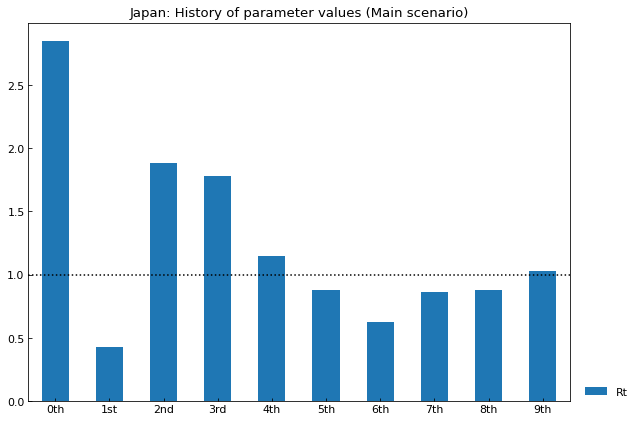 Japan: History of parameter values (Main scenario)
2.5
2.0
1.5
1.0
0.5
0.0
0th 1st 2nd 3rd 4th 5th 6th 7th 8th 9th
Rt